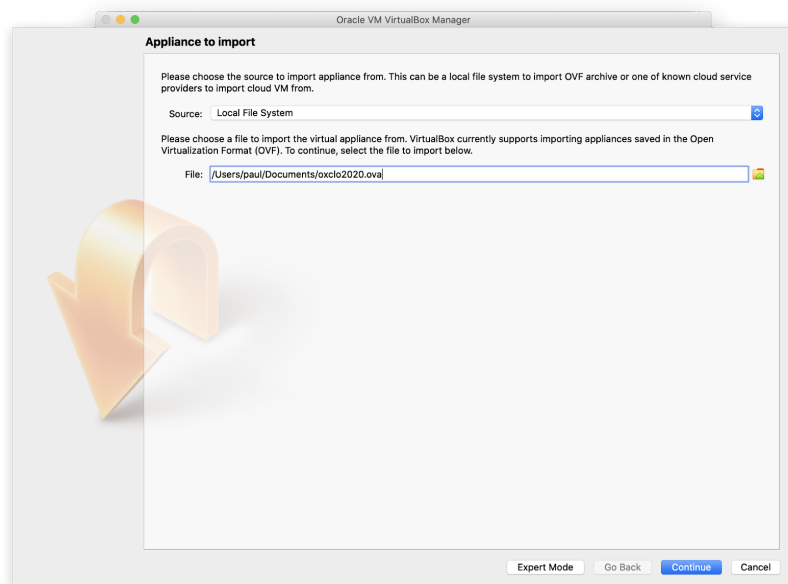 Oracle VM VirtualBox Manager
Appliance to import
Please choose the source to import appliance from. This can be a local file system to import OVF archive or one of known cloud service
providers to import cloud VM from.
Source: Local File System
Please choose a file to import the virtual appliance from. VirtualBox currently supports importing appliances saved in the Open
Virtualization Format (OVF). To continue, select the file to import below.
File: /Users/paul/Documents/oxclo2020.ova
Expert Mode Go Back Continue Cancel